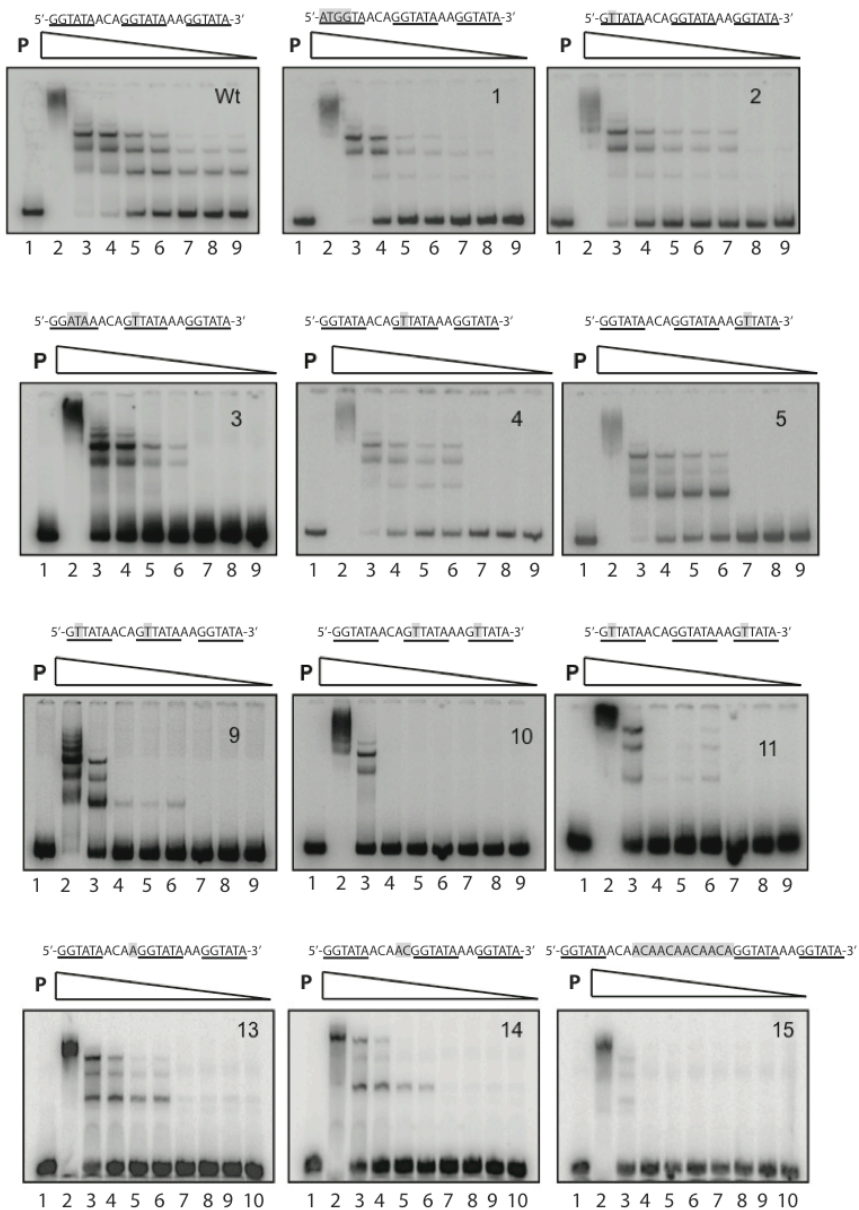 5′-GGTATAACAGGTATAAAGGTATA-3′ 5′-ATGGTAACAGGTATAAAGGTATA-3′ 5′-GTTATAACAGGTATAAAGGTATA-3′
P P P
Wt 1 2
1 2 3 4 5 6 7 8 9 1 2 3 4 5 6 7 8 9 1 2 3 4 5 6 7 8 9
5′-GGATAAACAGTTATAAAGGTATA-3′ 5′-GGTATAACAGTTATAAAGGTATA-3′ 5′-GGTATAACAGGTATAAAGTTATA-3′
P P P
3 4 5
1 2 3 4 5 6 7 8 9 1 2 3 4 5 6 7 8 9 1 2 3 4 5 6 7 8 9
5′-GTTATAACAGTTATAAAGGTATA-3′ 5′-GGTATAACAGTTATAAAGTTATA-3′ 5′-GTTATAACAGGTATAAAGTTATA-3′
P P P
9 10 11
1 2 3 4 5 6 7 8 9 1 2 3 4 5 6 7 8 9 1 2 3 4 5 6 7 8 9
5′-GGTATAACAAGGTATAAAGGTATA-3′ 5′-GGTATAACAACGGTATAAAGGTATA-3′ 5′-GGTATAACAACAACAACAACAGGTATAAAGGTATA-3′
P P P
13 14 15
1 2 3 4 5 6 7 8 9 10 1 2 3 4 5 6 7 8 9 10 1 2 3 4 5 6 7 8 9 10